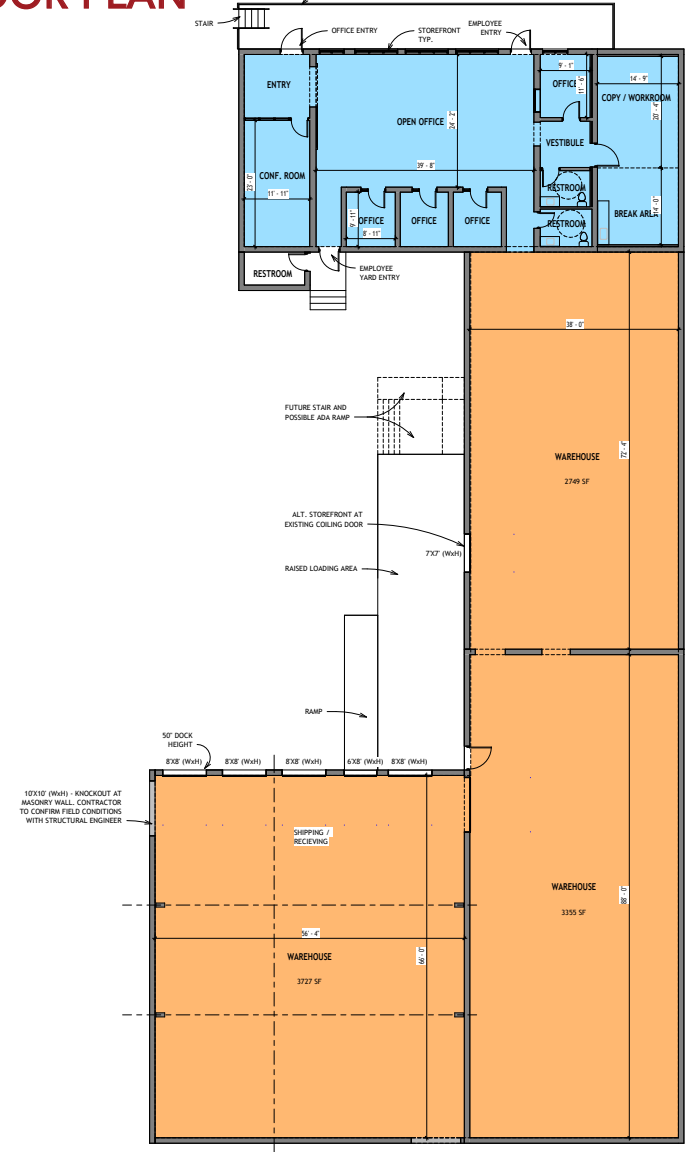 OOR PLAN
STAIR
OFFICE ENTRY
STOREFRONT
TYP.
EMPLOYEE
ENTRY
ENTRY
OPEN OFFICE
24' - 2"
39' - 8"
9' - 1"
OFFICE
11' - 6"
14' - 9"
COPY / WORKROOM
20' - 4"
VESTIBULE
CONF. ROOM
23' - 0"
11' - 11"
RESTROOM
RESTROOM
BREAK AREA
14' - 0"
9' - 11"
OFFICE
8' - 11"
OFFICE
OFFICE
RESTROOM
EMPLOYEE
YARD ENTRY
38' - 0"
FUTURE STAIR AND
POSSIBLE ADA RAMP
WAREHOUSE
2749 SF
72' - 4"
ALT. STOREFRONT AT
EXISTING COILING DOOR
7'X7' (WxH)
RAISED LOADING AREA
RAMP
50" DOCK
HEIGHT
8'X8' (WxH)
8'X8' (WxH)
8'X8' (WxH)
6'X8' (WxH)
8'X8' (WxH)
10'X10' (WxH) - KNOCKOUT AT
MASONRY WALL. CONTRACTOR
TO CONFIRM FIELD CONDITIONS
WITH STRUCTURAL ENGINEER
SHIPPING /
RECIEVING
WAREHOUSE
3355 SF
88' - 0"
56' - 4"
WAREHOUSE
3727 SF
66' - 0"